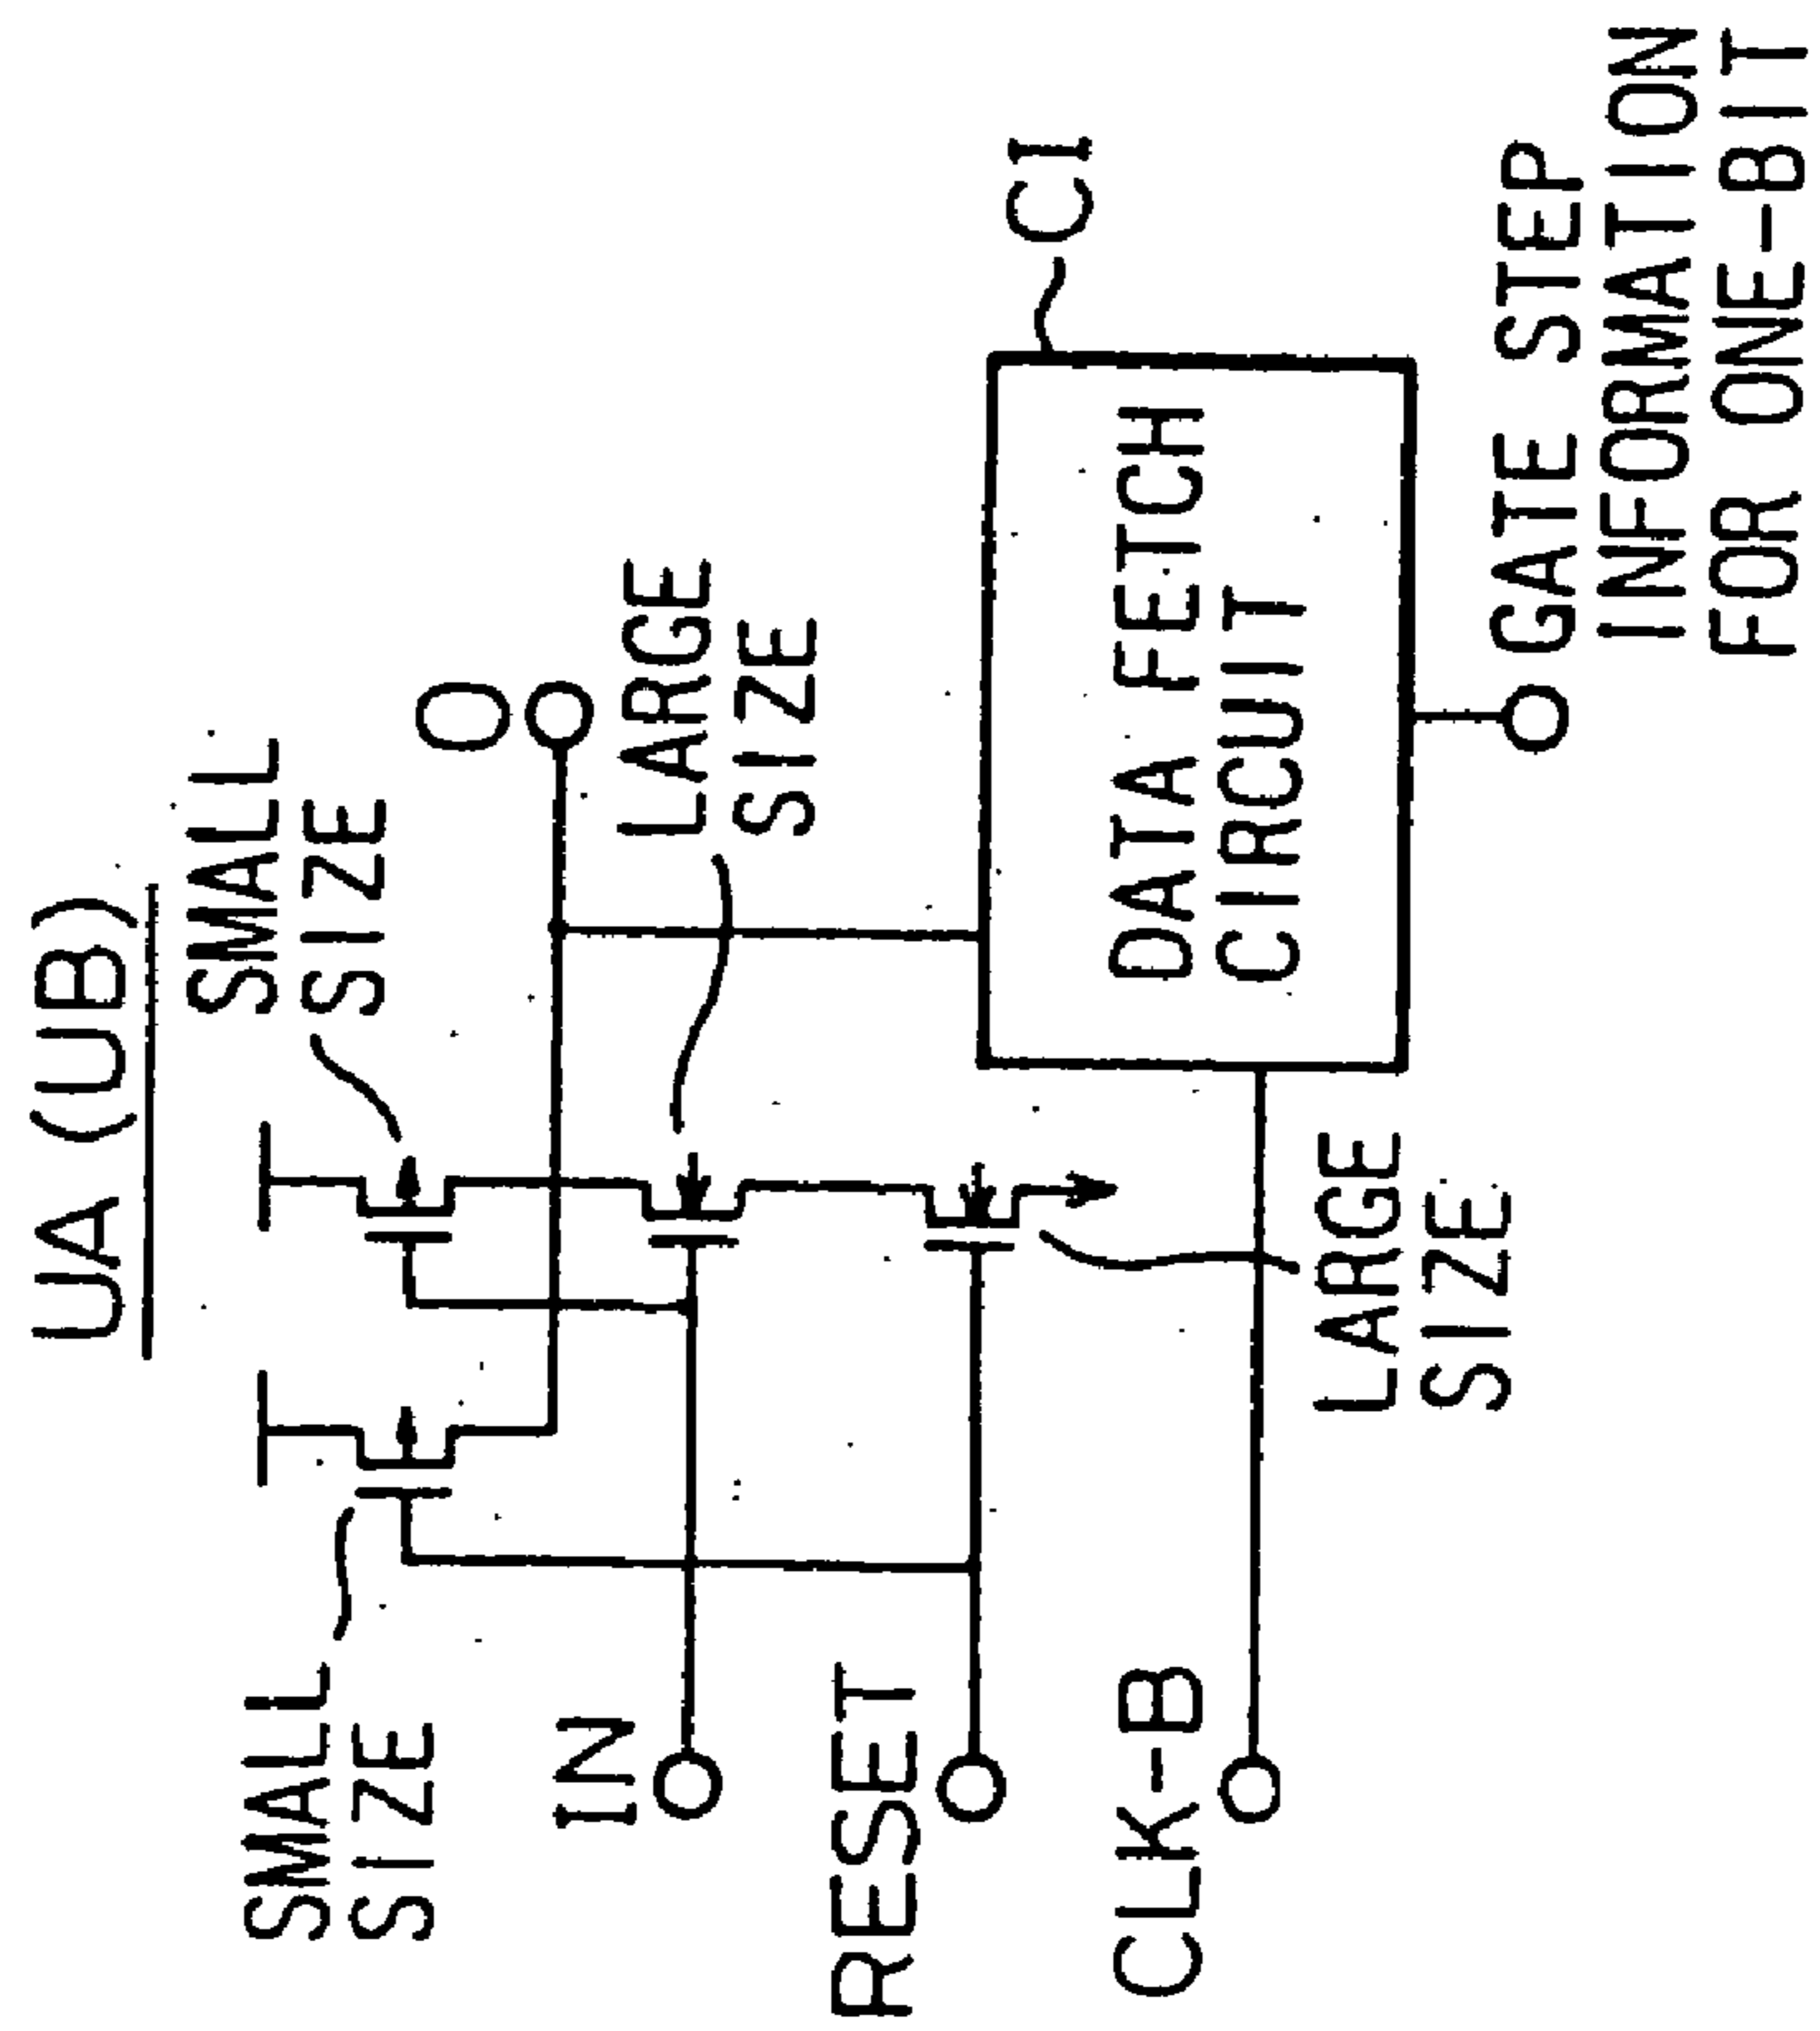 UA (UB)
SMALL
SIZE
SMALL
SIZE
O
IN
LARGE
SIZE
RESET
CI
CLK-B
DATA FETCH
CIRCUIT
LARGE
SIZE
GATE STEP
INFORMATION
FOR ONE-BIT